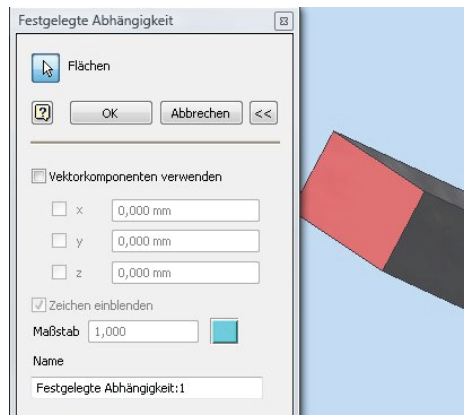 Festgelegte Abhängigkeit
Flächen
OK Abbrechen <<
Vektorkomponenten verwenden
x 0,000 mm
y 0,000 mm
z 0,000 mm
Zeichen einblenden
Maßstab 1,000
Name
Festgelegte Abhängigkeit:1